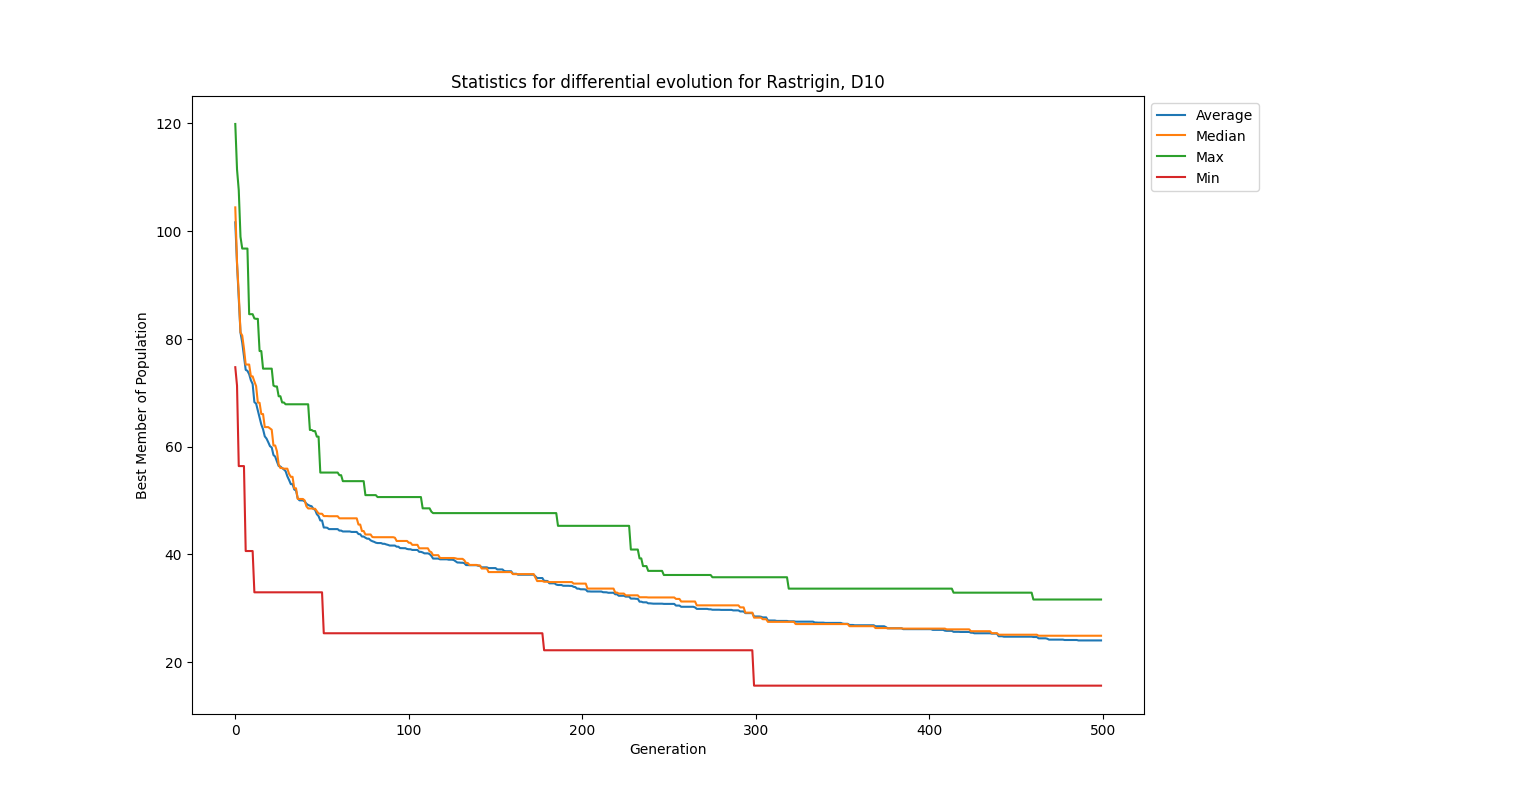 Statistics for differential evolution for Rastrigin, D10
Average
Median
Max
Min
Best Member of Population
120
100
80
60
40
20
0
100
200
300
400
500
Generation